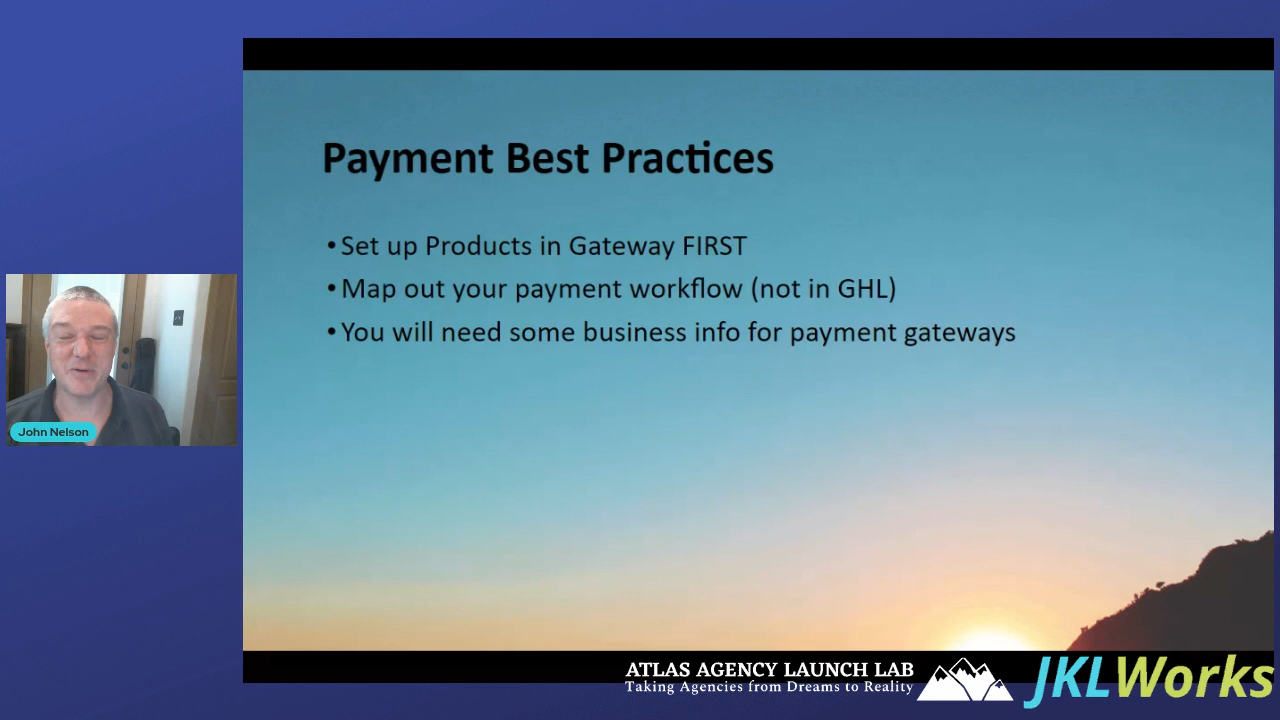 Payment Best Practices
• Set up Products in Gateway FIRST
• Map out your payment workflow (not in GHL)
• You will need some business info for payment gateways
John Nelson
ATLAS AGENCY LAUNCH LAB
Taking Agencies from Dreams to Reality
JKLWorks